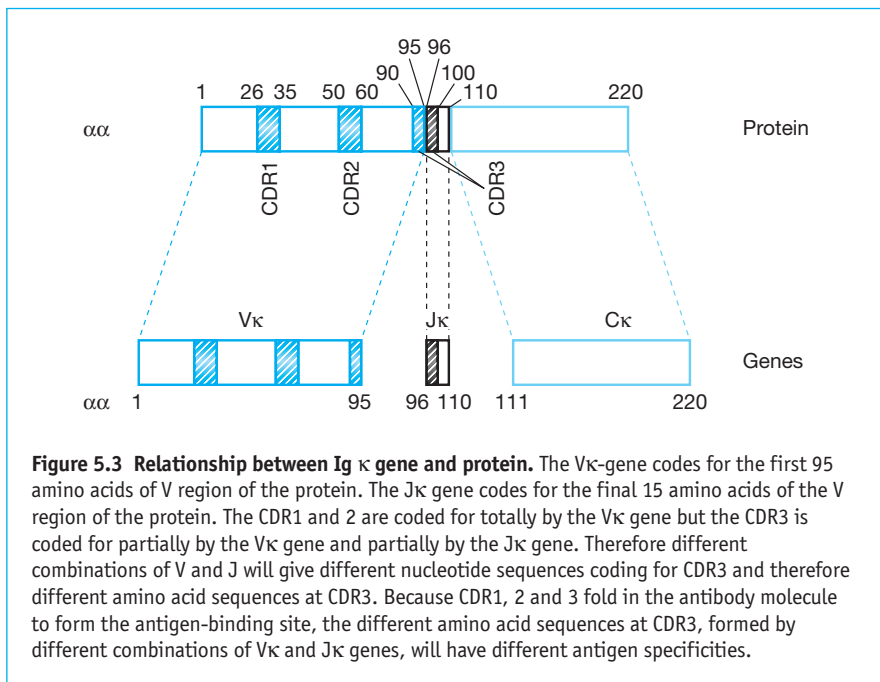 95 96
90 100
1 26 35 50 60 110 220
αα Protein
CDR1 CDR2 CDR3
Vκ Jκ Cκ
Genes
αα 1 95 96 110 111 220
Figure 5.3 Relationship between Ig κ gene and protein. The Vκ-gene codes for the first 95
amino acids of V region of the protein. The Jκ gene codes for the final 15 amino acids of the V
region of the protein. The CDR1 and 2 are coded for totally by the Vκ gene but the CDR3 is
coded for partially by the Vκ gene and partially by the Jκ gene. Therefore different
combinations of V and J will give different nucleotide sequences coding for CDR3 and therefore
different amino acid sequences at CDR3. Because CDR1, 2 and 3 fold in the antibody molecule
to form the antigen-binding site, the different amino acid sequences at CDR3, formed by
different combinations of Vκ and Jκ genes, will have different antigen specificities.